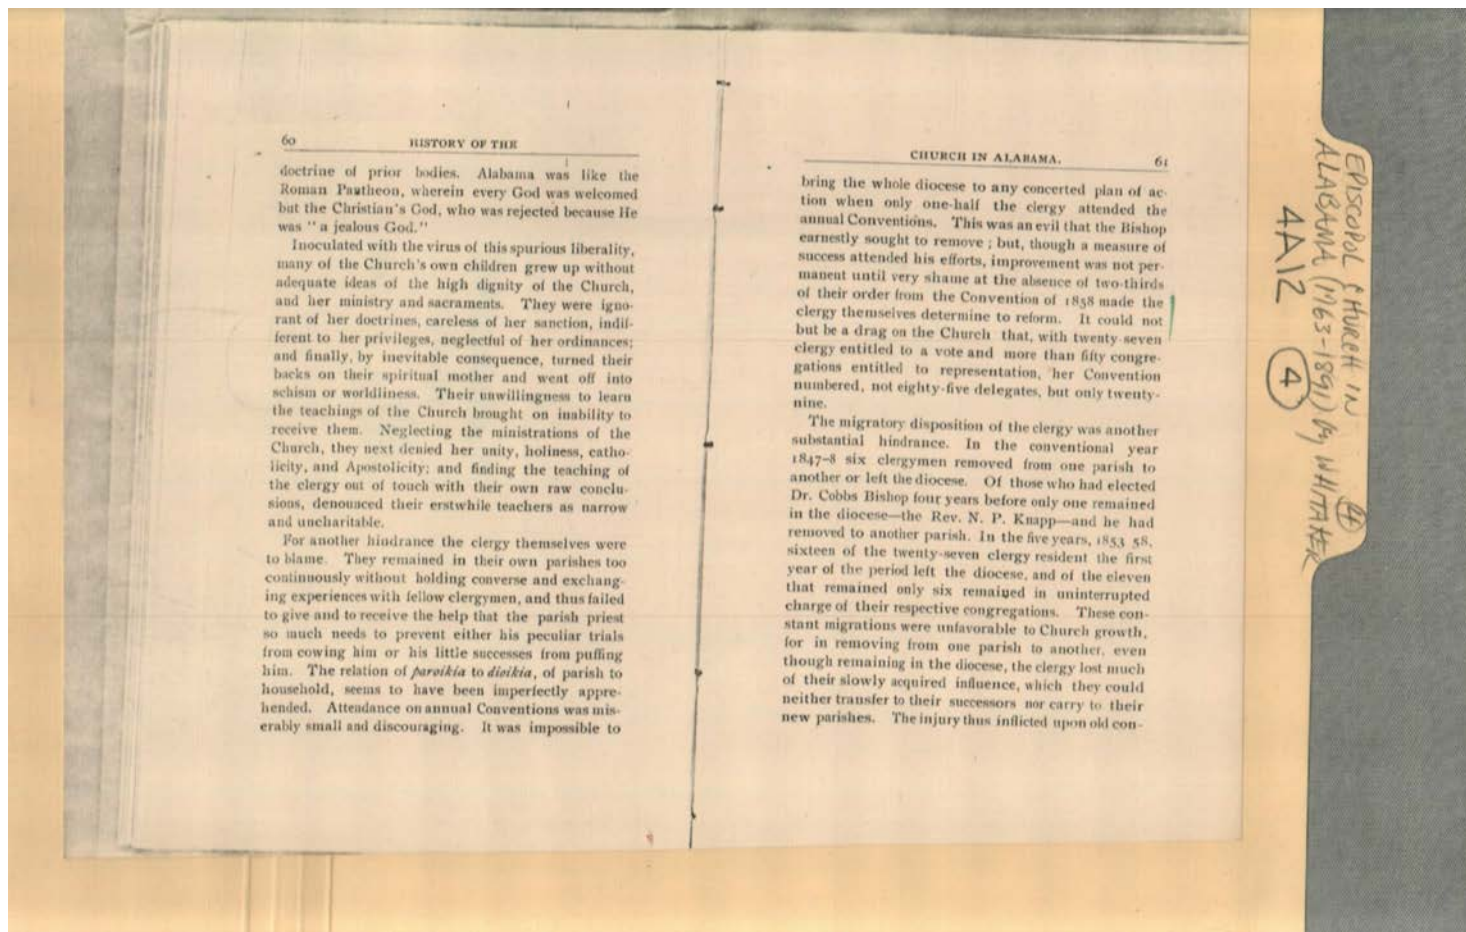 60 HISTORY OF THE
doctrine of prior bodies. Alabama was like the
Roman Pantheon, wherein every God was welcomed
but the Christian's God, who was rejected because He
was "a jealous God."
Inoculated with the virus of this spurious liberality,
many of the Church's own children grew up without
adequate ideas of the high dignity of the Church,
and her ministry and sacraments. They were igno-
rant of her doctrines, careless of her sanction, indif-
ferent to her privileges, neglectful of her ordinances;
and finally, by inevitable consequence, turned their
backs on their spiritual mother and went off into
schism or worldliness. Their unwillingness to learn
the teachings of the Church brought on inability to
receive them. Neglecting the ministrations of the
Church, they next denied her unity, holiness, catho-
licity, and Apostolicity; and finding the teaching of
the clergy out of touch with their own raw conclu-
sions, denounced their erstwhile teachers as narrow
and uncharitable.
For another hindrance the clergy themselves were
to blame. They remained in their own parishes too
continuously without holding converse and exchang-
ing experiences with fellow clergymen, and thus failed
to give and to receive the help that the parish priest
so much needs to prevent either his peculiar trials
from cowing him or his little successes from puffing
him. The relation of paroikia to dioikia, of parish to
household, seems to have been imperfectly appre-
hended. Attendance on annual Conventions was mis-
erably small and discouraging. It was impossible to
CHURCH IN ALABAMA. 61
bring the whole diocese to any concerted plan of ac-
tion when only one-half the clergy attended the
annual Conventions. This was an evil that the Bishop
earnestly sought to remove; but, though a measure of
success attended his efforts, improvement was not per-
manent until very shame at the absence of two-thirds
of their order from the Convention of 1858 made the
clergy themselves determine to reform. It could not
but be a drag on the Church that, with twenty-seven
clergy entitled to a vote and more than fifty congre-
gations entitled to representation, her Convention
numbered, not eighty-five delegates, but only twenty-
nine.
The migratory disposition of the clergy was another
substantial hindrance. In the conventional year
1847-8 six clergymen removed from one parish to
another or left the diocese. Of those who had elected
Dr. Cobbs Bishop four years before only one remained
in the diocese—the Rev. N. P. Knapp—and he had
removed to another parish. In the five years, 1853 58,
sixteen of the twenty-seven clergy resident the first
year of the period left the diocese, and of the eleven
that remained only six remained in uninterrupted
charge of their respective congregations. These con-
stant migrations were unfavorable to Church growth,
for in removing from one parish to another, even
though remaining in the diocese, the clergy lost much
of their slowly acquired influence, which they could
neither transfer to their successors nor carry to their
new parishes. The injury thus inflicted upon old con-
EPISCOPOL CHURCH IN
ALABAMA (1763-1891) by WHITAKER
4A12 4